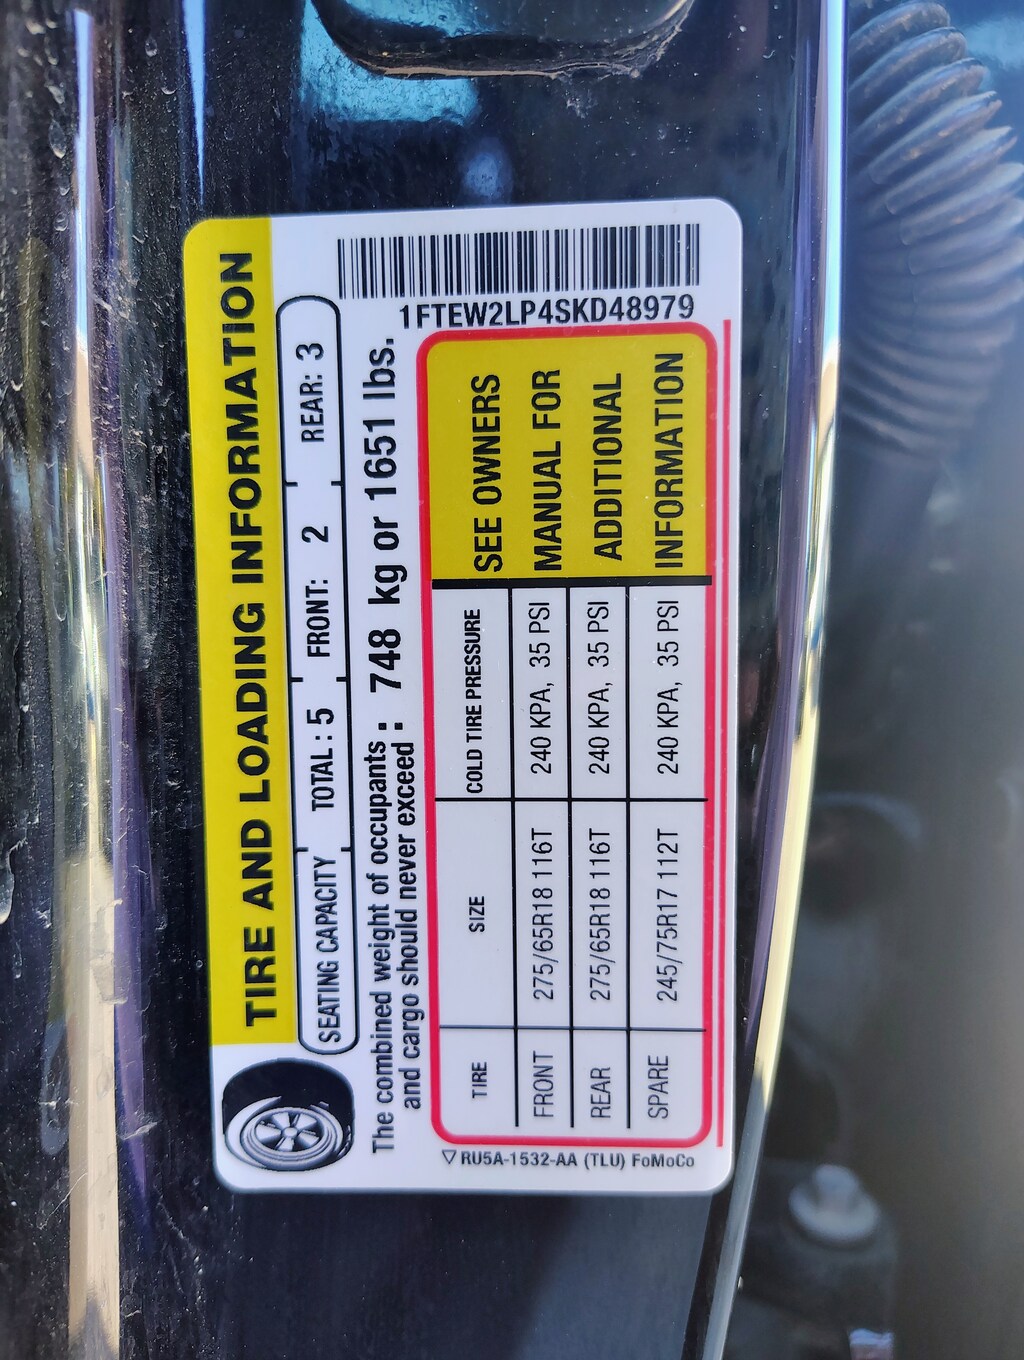 TIRE AND LOADING INFORMATION
SEATING CAPACITY TOTAL : 5 FRONT: 2 REAR: 3
The combined weight of occupants
and cargo should never exceed : 748 kg or 1651 lbs.
1FTEW2LP4SKD48979
TIRE SIZE COLD TIRE PRESSURE
FRONT 275/65R18 116T 240 KPA, 35 PSI
REAR 275/65R18 116T 240 KPA, 35 PSI
SPARE 245/75R17 112T 240 KPA, 35 PSI
SEE OWNERS
MANUAL FOR
ADDITIONAL
INFORMATION
▽ RU5A-1532-AA (TLU) FoMoCo